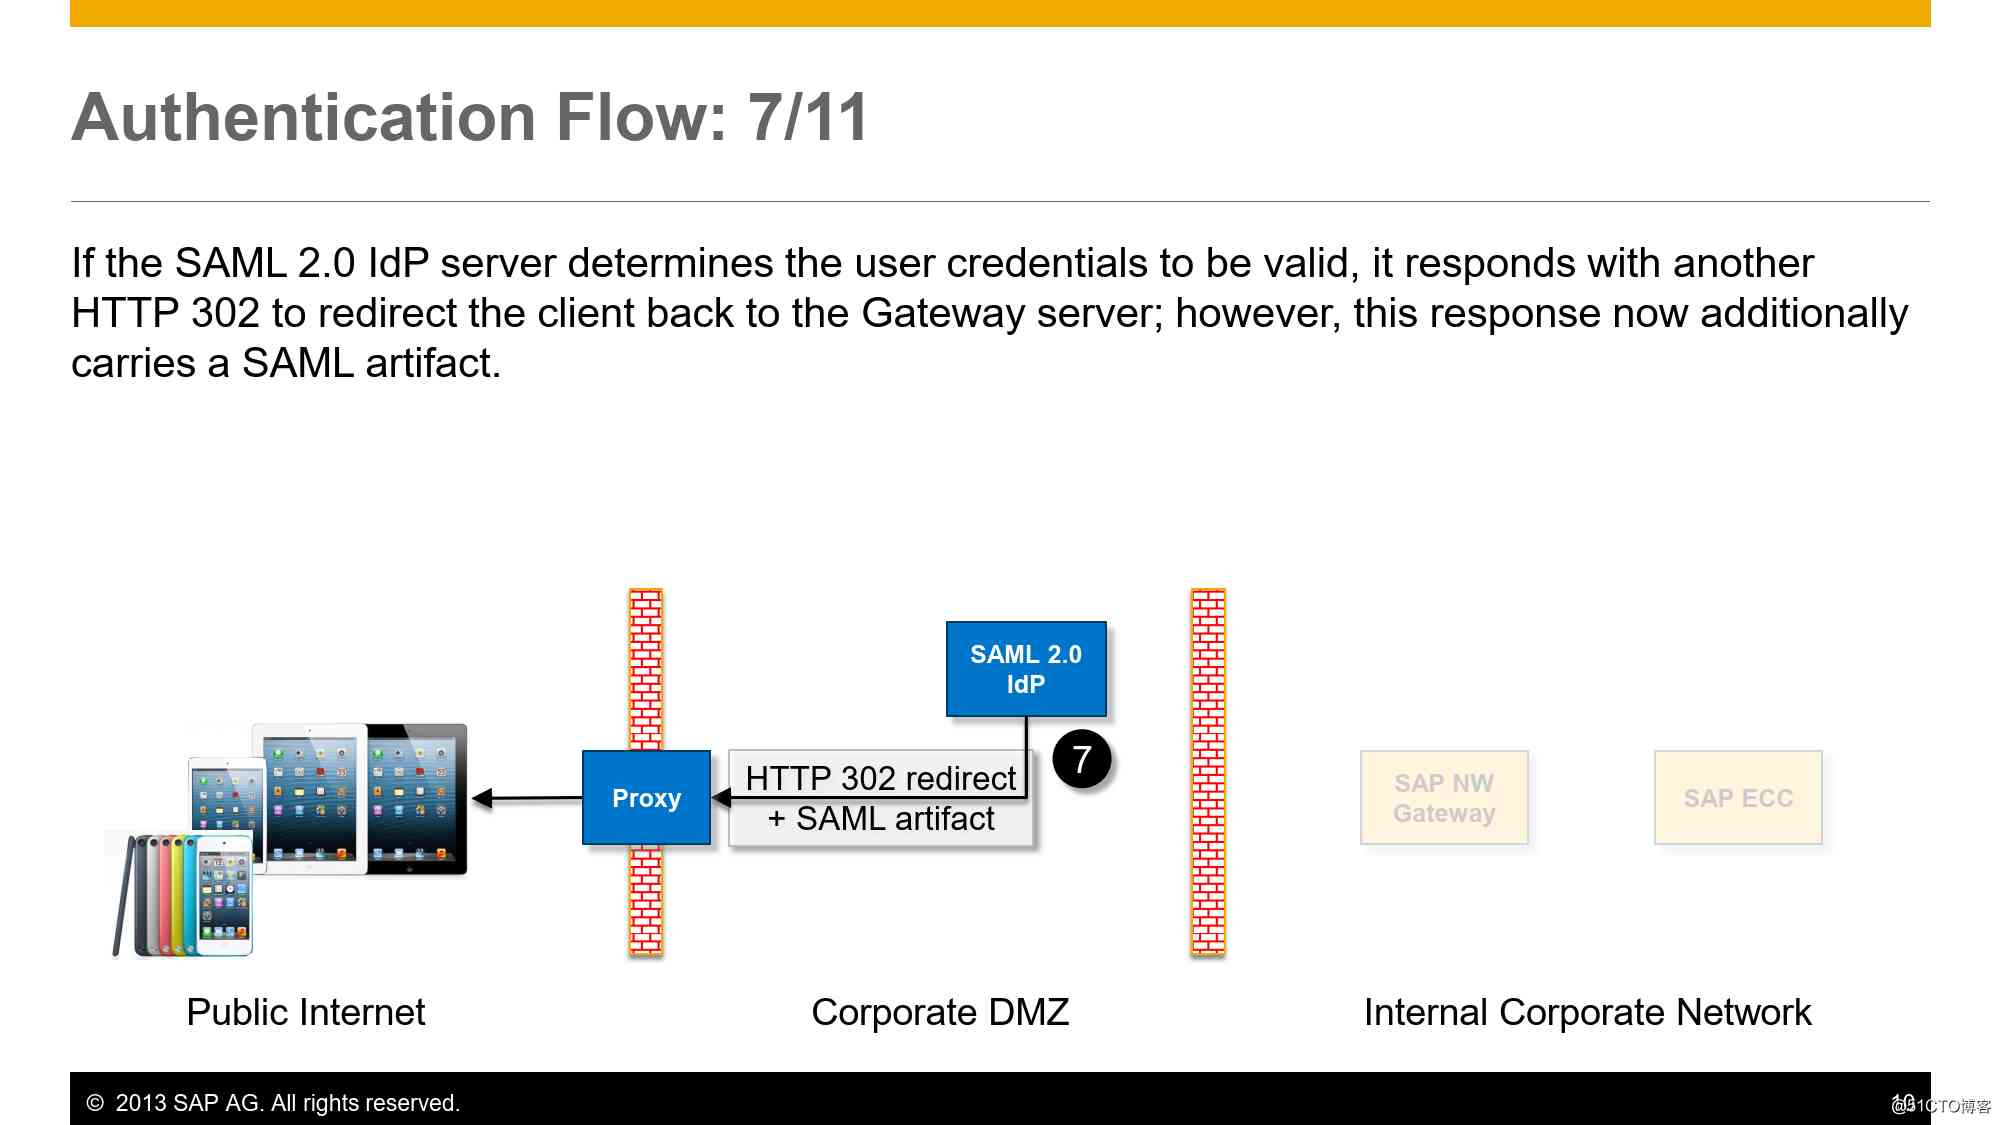 Authentication Flow: 7/11
If the SAML 2.0 IdP server determines the user credentials to be valid, it responds with another
HTTP 302 to redirect the client back to the Gateway server; however, this response now additionally
carries a SAML artifact.
SAML 2.0
IdP
7
HTTP 302 redirect
+ SAML artifact
Proxy
SAP NW
Gateway
SAP ECC
Public Internet
Corporate DMZ
Internal Corporate Network
© 2013 SAP AG. All rights reserved.
10
@51CTO博客